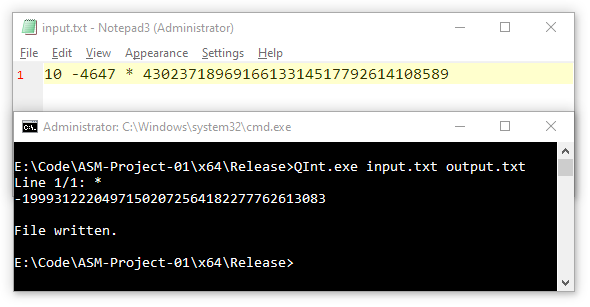 input.txt - Notepad3 (Administrator)
File Edit View Appearance Settings Help
1 10 -4647 * 4302371896916613314517792614108589
Administrator: C:\Windows\system32\cmd.exe
E:\Code\ASM-Project-01\x64\Release>QInt.exe input.txt output.txt
Line 1/1: *
-19993122204971502072564182277762613083
File written.
E:\Code\ASM-Project-01\x64\Release>